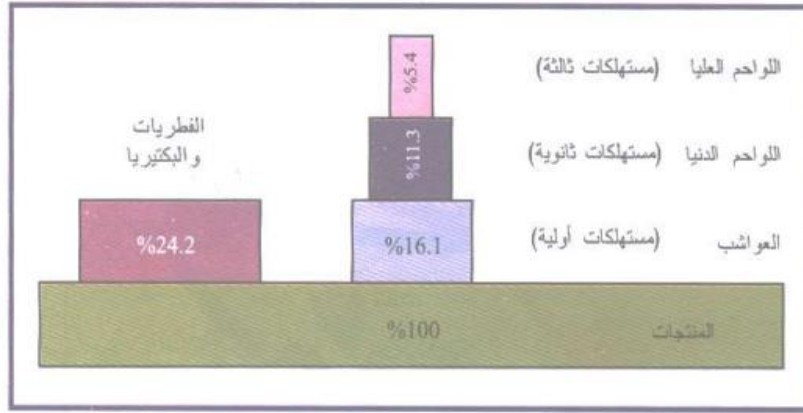 اللواحم العليا (مستهلكات ثالثة) %5.4
الفطريات
والبكتيريا
اللواحم الدنيا (مستهلكات ثانوية) %11.3
العواشب (مستهلكات أولية) %16.1 %24.2
المنتجات %100